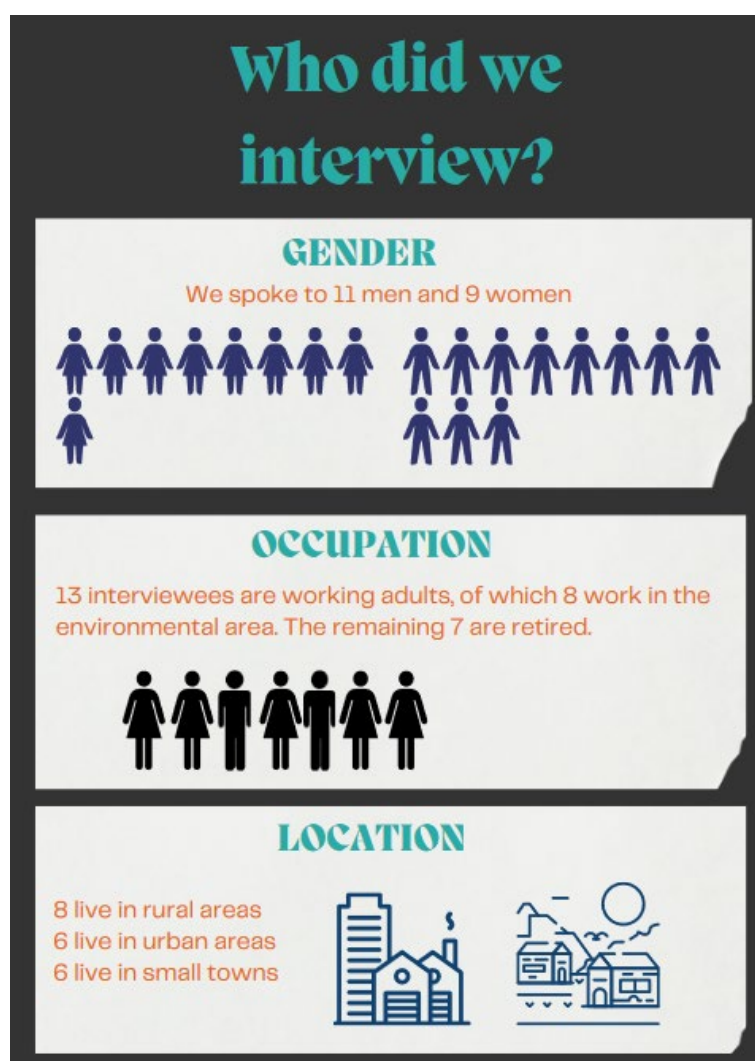 Who did we
interview?
GENDER
We spoke to 11 men and 9 women
OCCUPATION
13 interviewees are working adults, of which 8 work in the
environmental area. The remaining 7 are retired.
LOCATION
8 live in rural areas
6 live in urban areas
6 live in small towns